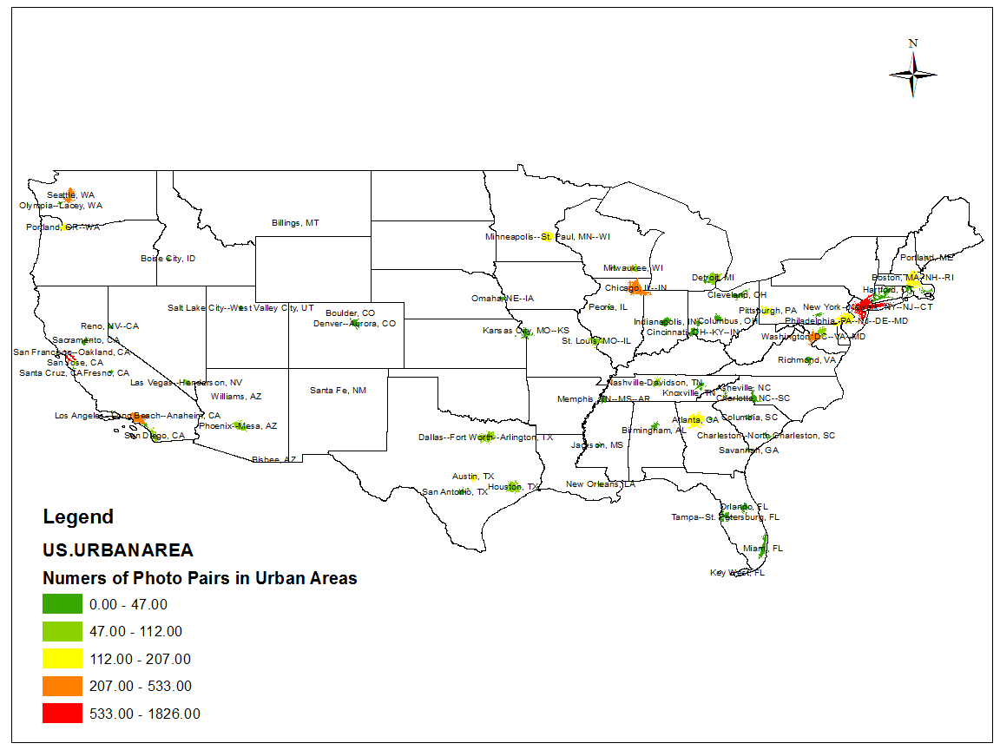 N
Seattle, WA
Olympia--Lacey, WA
Portland, OR--WA
Billings, MT
Boise City, ID
Minneapolis--St. Paul, MN--WI
Portland, ME
Milwaukee, WI
Detroit, MI
Boston, MA--NH--RI
Chicago, IL--IN
Hartford, CT
Cleveland, OH
Omaha, NE--IA
Salt Lake City--West Valley City, UT
Boulder, CO
Peoria, IL
Pittsburgh, PA
New York--Newark, NY--NJ--CT
Denver--Aurora, CO
Indianapolis, IN
Columbus, OH
Philadelphia, PA--NJ--DE--MD
Reno, NV--CA
Kansas City, MO--KS
Cincinnati, OH--KY--IN
Washington, DC--VA--MD
Sacramento, CA
St. Louis, MO--IL
San Francisco--Oakland, CA
San Jose, CA
Richmond, VA
Santa Cruz, CA
Fresno, CA
Las Vegas--Henderson, NV
Nashville-Davidson, TN
Asheville, NC
Santa Fe, NM
Knoxville, TN
Williams, AZ
Memphis, TN--MS--AR
Charlotte, NC--SC
Los Angeles--Long Beach--Anaheim, CA
Atlanta, GA
Columbia, SC
Phoenix--Mesa, AZ
Birmingham, AL
San Diego, CA
Dallas--Fort Worth--Arlington, TX
Charleston--North Charleston, SC
Jackson, MS
Savannah, GA
Bisbee, AZ
Austin, TX
New Orleans, LA
Houston, TX
San Antonio, TX
Orlando, FL
Tampa--St. Petersburg, FL
Miami, FL
Key West, FL
Legend
US.URBANAREA
Numers of Photo Pairs in Urban Areas
0.00 - 47.00
47.00 - 112.00
112.00 - 207.00
207.00 - 533.00
533.00 - 1826.00